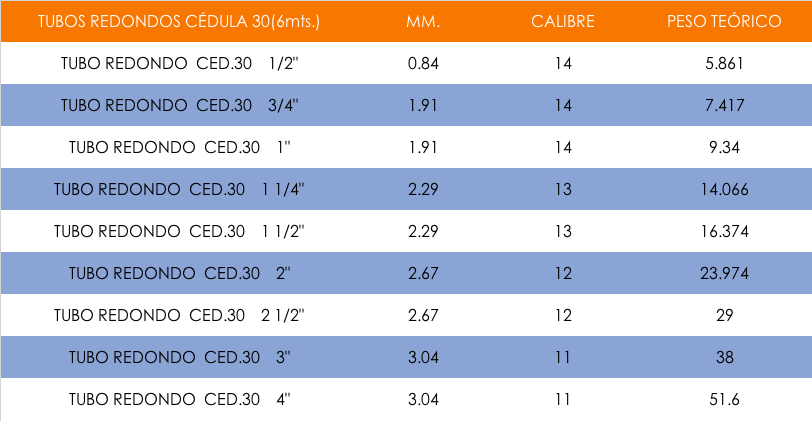 TUBOS REDONDOS CÉDULA 30(6mts.) MM. CALIBRE PESO TEÓRICO
TUBO REDONDO CED.30 1/2" 0.84 14 5.861
TUBO REDONDO CED.30 3/4" 1.91 14 7.417
TUBO REDONDO CED.30 1" 1.91 14 9.34
TUBO REDONDO CED.30 1 1/4" 2.29 13 14.066
TUBO REDONDO CED.30 1 1/2" 2.29 13 16.374
TUBO REDONDO CED.30 2" 2.67 12 23.974
TUBO REDONDO CED.30 2 1/2" 2.67 12 29
TUBO REDONDO CED.30 3" 3.04 11 38
TUBO REDONDO CED.30 4" 3.04 11 51.6